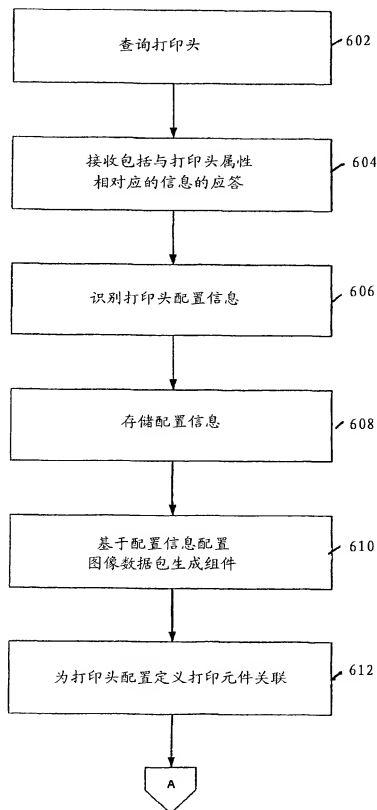 查询打印头
602
接收包括与打印头属性
相对应的信息的应答
604
识别打印头配置信息
606
存储配置信息
608
基于配置信息配置
图像数据包生成组件
610
为打印头配置定义打印元件关联
612
A